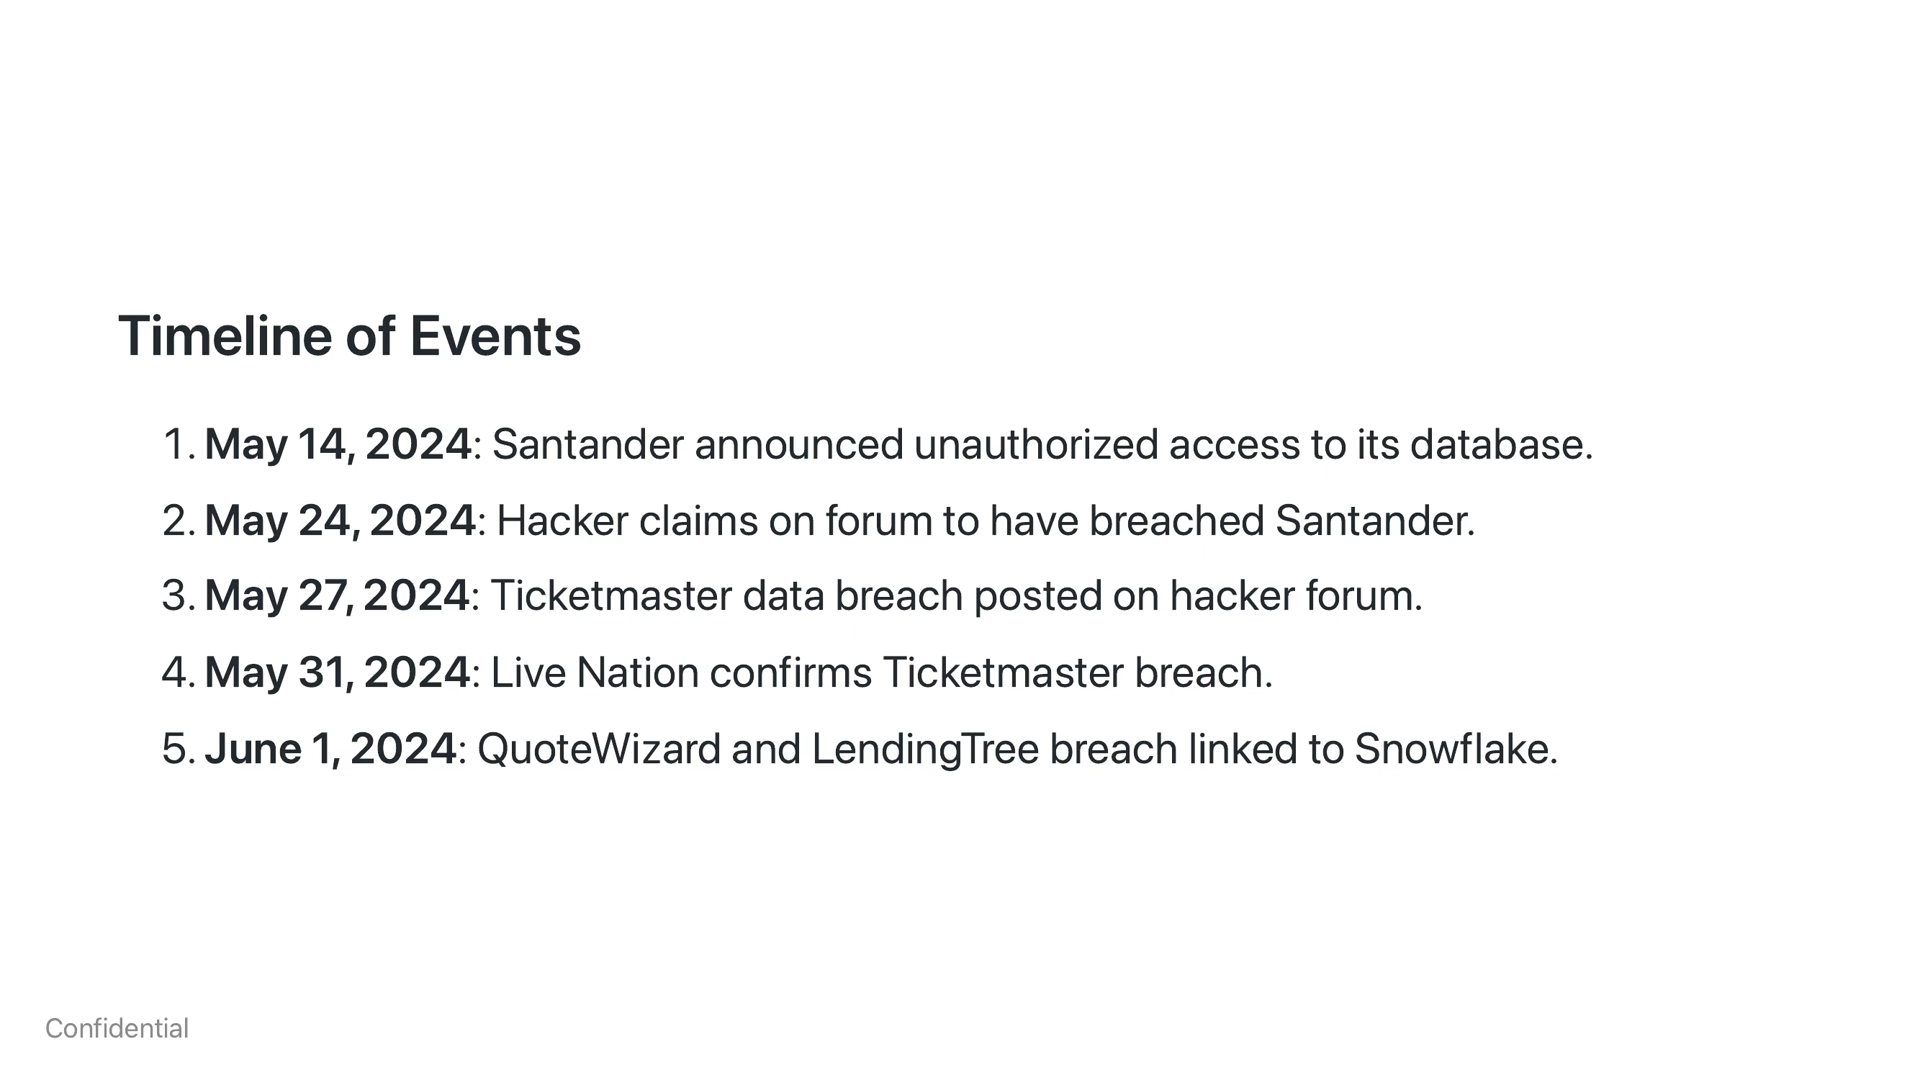 Timeline of Events
1. May 14, 2024: Santander announced unauthorized access to its database.
2. May 24, 2024: Hacker claims on forum to have breached Santander.
3. May 27, 2024: Ticketmaster data breach posted on hacker forum.
4. May 31, 2024: Live Nation confirms Ticketmaster breach.
5. June 1, 2024: QuoteWizard and LendingTree breach linked to Snowflake.
Confidential